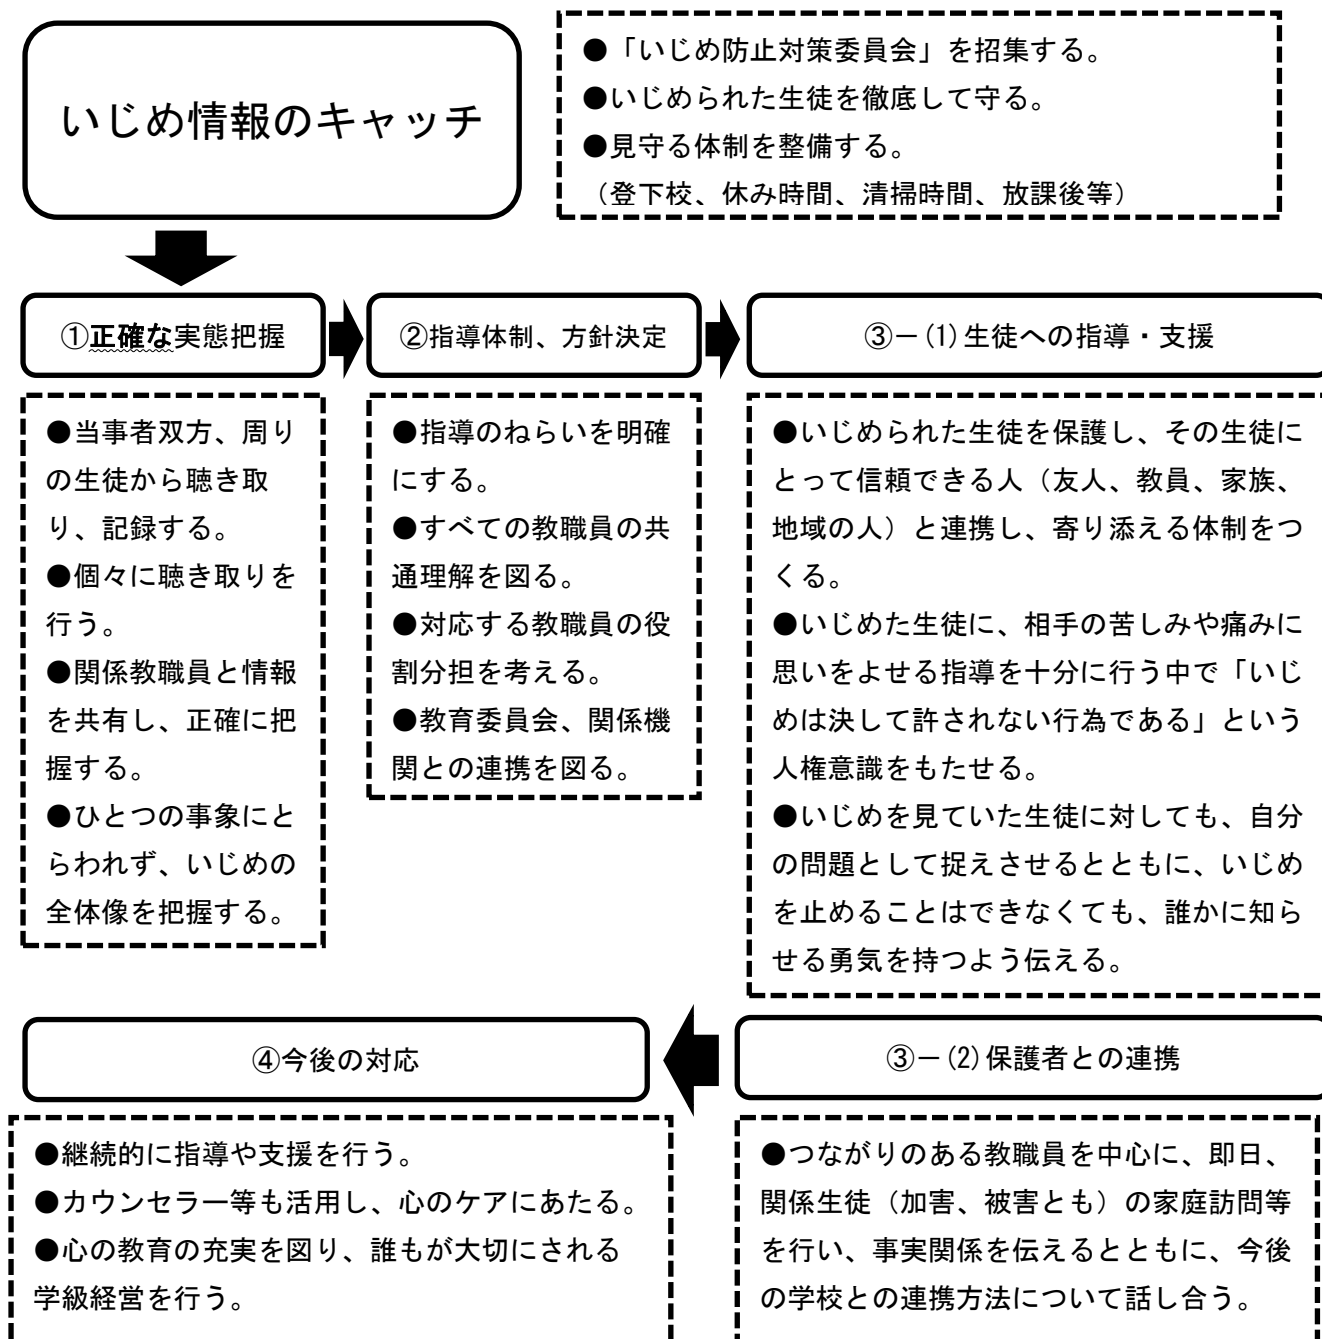 いじめ情報のキャッチ
●「いじめ防止対策委員会」を招集する。
●いじめられた生徒を徹底して守る。
●見守る体制を整備する。
（登下校、休み時間、清掃時間、放課後等）
①正確な実態把握
●当事者双方、周り
の生徒から聴き取
り、記録する。
●個々に聴き取りを
行う。
●関係教職員と情報
を共有し、正確に把
握する。
●ひとつの事象にと
らわれず、いじめの
全体像を把握する。
②指導体制、方針決定
●指導のねらいを明確
にする。
●すべての教職員の共
通理解を図る。
●対応する教職員の役
割分担を考える。
●教育委員会、関係機
関との連携を図る。
③－(1)生徒への指導・支援
●いじめられた生徒を保護し、その生徒に
とって信頼できる人（友人、教員、家族、
地域の人）と連携し、寄り添える体制をつ
くる。
●いじめた生徒に、相手の苦しみや痛みに
思いをよせる指導を十分に行う中で「いじ
めは決して許されない行為である」という
人権意識をもたせる。
●いじめを見ていた生徒に対しても、自分
の問題として捉えさせるとともに、いじめ
を止めることはできなくても、誰かに知ら
せる勇気を持つよう伝える。
③－(2)保護者との連携
●つながりのある教職員を中心に、即日、
関係生徒（加害、被害とも）の家庭訪問等
を行い、事実関係を伝えるとともに、今後
の学校との連携方法について話し合う。
④今後の対応
●継続的に指導や支援を行う。
●カウンセラー等も活用し、心のケアにあたる。
●心の教育の充実を図り、誰もが大切にされる
学級経営を行う。